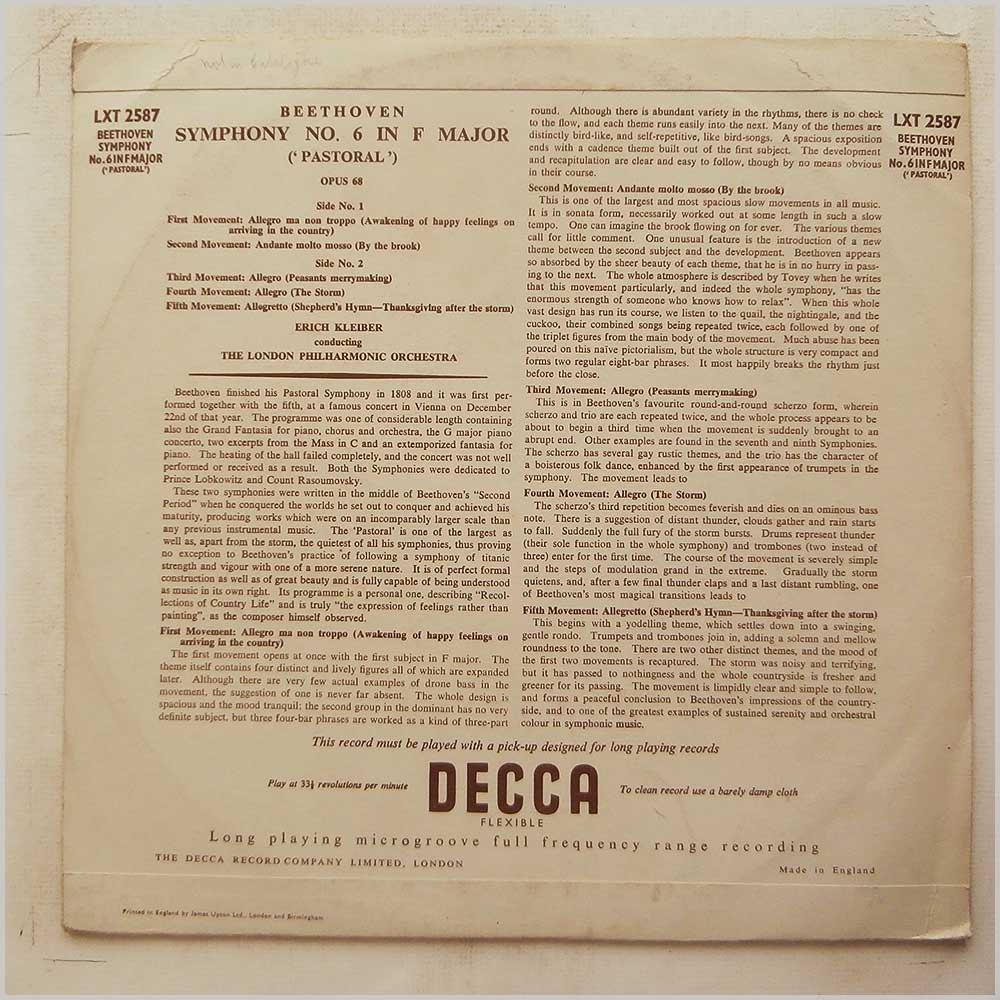 LXT 2587
BEETHOVEN
SYMPHONY
No. 6 IN F MAJOR
(' PASTORAL ')
BEETHOVEN
SYMPHONY NO. 6 IN F MAJOR
(' PASTORAL ')
OPUS 68
Side No. 1
First Movement: Allegro ma non troppo (Awakening of happy feelings on
arriving in the country)
Second Movement: Andante molto mosso (By the brook)
Side No. 2
Third Movement: Allegro (Peasants merrymaking)
Fourth Movement: Allegro (The Storm)
Fifth Movement: Allegretto (Shepherd's Hymn—Thanksgiving after the storm)
ERICH KLEIBER
conducting
THE LONDON PHILHARMONIC ORCHESTRA
Beethoven finished his Pastoral Symphony in 1808 and it was first per-
formed together with the fifth, at a famous concert in Vienna on December
22nd of that year. The programme was one of considerable length containing
also the Grand Fantasia for piano, chorus and orchestra, the G major piano
concerto, two excerpts from the Mass in C and an extemporized fantasia for
piano. The heating of the hall failed completely, and the concert was not well
performed or received as a result. Both the Symphonies were dedicated to
Prince Lobkowitz and Count Rasoumovsky.
These two symphonies were written in the middle of Beethoven's "Second
Period" when he conquered the worlds he set out to conquer and achieved his
maturity, producing works which were on an incomparably larger scale than
any previous instrumental music. The 'Pastoral' is one of the largest as
well as, apart from the storm, the quietest of all his symphonies, thus proving
no exception to Beethoven's practice of following a symphony of titanic
strength and vigour with one of a more serene nature. It is of perfect formal
construction as well as of great beauty and is fully capable of being understood
as music in its own right. Its programme is a personal one, describing "Recol-
lections of Country Life" and is truly "the expression of feelings rather than
painting", as the composer himself observed.
First Movement: Allegro ma non troppo (Awakening of happy feelings on
arriving in the country)
The first movement opens at once with the first subject in F major. The
theme itself contains four distinct and lively figures all of which are expanded
later. Although there are very few actual examples of drone bass in the
movement, the suggestion of one is never far absent. The whole design is
spacious and the mood tranquil; the second group in the dominant has no very
definite subject, but three four-bar phrases are worked as a kind of three-part
round. Although there is abundant variety in the rhythms, there is no check
to the flow, and each theme runs easily into the next. Many of the themes are
distinctly bird-like, and self-repetitive, like bird-songs. A spacious exposition
ends with a cadence theme built out of the first subject. The development
and recapitulation are clear and easy to follow, though by no means obvious
in their course.
Second Movement: Andante molto mosso (By the brook)
This is one of the largest and most spacious slow movements in all music.
It is in sonata form, necessarily worked out at some length in such a slow
tempo. One can imagine the brook flowing on for ever. The various themes
call for little comment. One unusual feature is the introduction of a new
theme between the second subject and the development. Beethoven appears
so absorbed by the sheer beauty of each theme, that he is in no hurry in pass-
ing to the next. The whole atmosphere is described by Tovey when he writes
that this movement particularly, and indeed the whole symphony, "has the
enormous strength of someone who knows how to relax". When this whole
vast design has run its course, we listen to the quail, the nightingale, and the
cuckoo, their combined songs being repeated twice, each followed by one of
the triplet figures from the main body of the movement. Much abuse has been
poured on this naïve pictorialism, but the whole structure is very compact and
forms two regular eight-bar phrases. It most happily breaks the rhythm just
before the close.
Third Movement; Allegro (Peasants merrymaking)
This is in Beethoven's favourite round-and-round scherzo form, wherein
scherzo and trio are each repeated twice, and the whole process appears to be
about to begin a third time when the movement is suddenly brought to an
abrupt end. Other examples are found in the seventh and ninth Symphonies.
The scherzo has several gay rustic themes, and the trio has the character of
a boisterous folk dance, enhanced by the first appearance of trumpets in the
symphony. The movement leads to
Fourth Movement: Allegro (The Storm)
The scherzo's third repetition becomes feverish and dies on an ominous bass
note. There is a suggestion of distant thunder, clouds gather and rain starts
to fall. Suddenly the full fury of the storm bursts. Drums represent thunder
(their sole function in the whole symphony) and trombones (two instead of
three) enter for the first time. The course of the movement is severely simple
and the steps of modulation grand in the extreme. Gradually the storm
quietens, and, after a few final thunder claps and a last distant rumbling, one
of Beethoven's most magical transitions leads to
Fifth Movement: Allegretto (Shepherd's Hymn—Thanksgiving after the storm)
This begins with a yodelling theme, which settles down into a swinging,
gentle rondo. Trumpets and trombones join in, adding a solemn and mellow
roundness to the tone. There are two other distinct themes, and the mood of
the first two movements is recaptured. The storm was noisy and terrifying,
but it has passed to nothingness and the whole countryside is fresher and
greener for its passing. The movement is limpidly clear and simple to follow,
and forms a peaceful conclusion to Beethoven's impressions of the country-
side, and to one of the greatest examples of sustained serenity and orchestral
colour in symphonic music.
LXT 2587
BEETHOVEN
SYMPHONY
No. 6 IN F MAJOR
(' PASTORAL ')
This record must be played with a pick-up designed for long playing records
Play at 33⅓ revolutions per minute
DECCA
FLEXIBLE
To clean record use a barely damp cloth
Long playing microgroove full frequency range recording
THE DECCA RECORD COMPANY LIMITED, LONDON
Made in England
Printed in England by James Upton Ltd., London and Birmingham